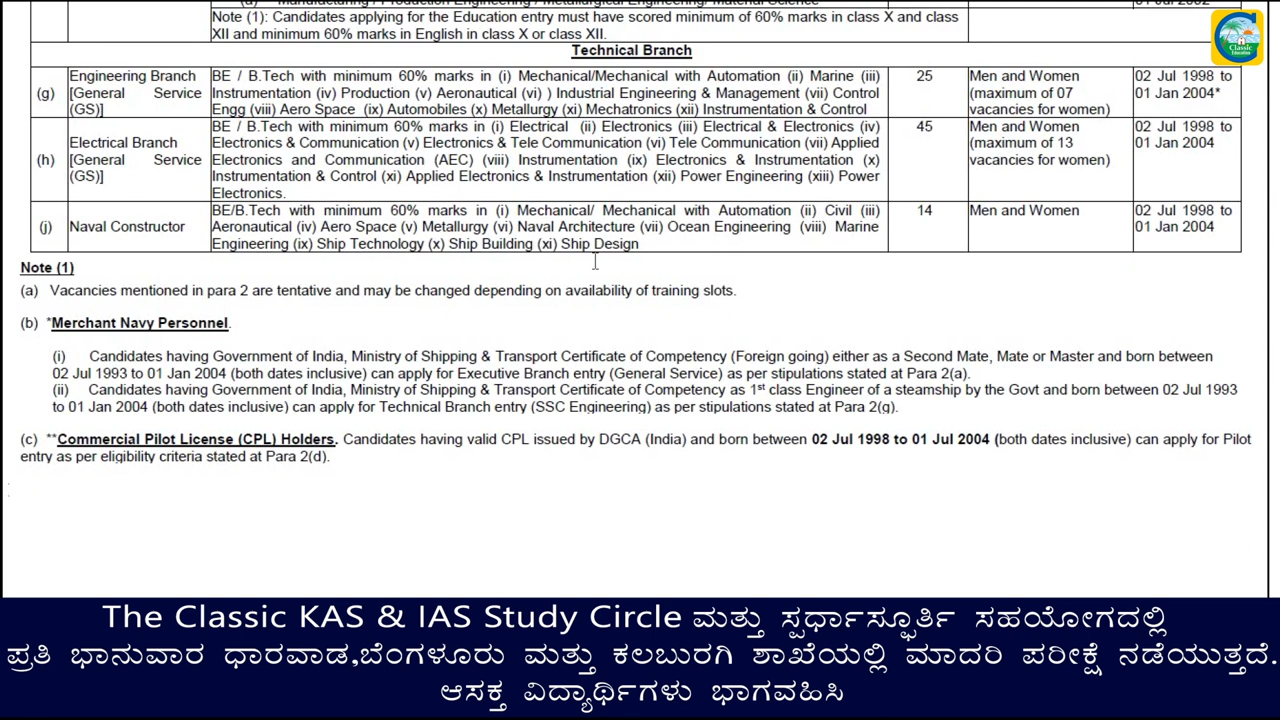 (d) Manufacturing / Production Engineering / Metallurgical Engineering/ Material Science
01 Jul 2002
Note (1): Candidates applying for the Education entry must have scored minimum of 60% marks in class X and class
XII and minimum 60% marks in English in class X or class XII.
Technical Branch
(g)
Engineering Branch
[General Service
(GS)]
BE / B.Tech with minimum 60% marks in (i) Mechanical/Mechanical with Automation (ii) Marine (iii)
Instrumentation (iv) Production (v) Aeronautical (vi) ) Industrial Engineering & Management (vii) Control
Engg (viii) Aero Space (ix) Automobiles (x) Metallurgy (xi) Mechatronics (xii) Instrumentation & Control
25
Men and Women
(maximum of 07
vacancies for women)
02 Jul 1998 to
01 Jan 2004*
(h)
Electrical Branch
[General Service
(GS)]
BE / B.Tech with minimum 60% marks in (i) Electrical (ii) Electronics (iii) Electrical & Electronics (iv)
Electronics & Communication (v) Electronics & Tele Communication (vi) Tele Communication (vii) Applied
Electronics and Communication (AEC) (viii) Instrumentation (ix) Electronics & Instrumentation (x)
Instrumentation & Control (xi) Applied Electronics & Instrumentation (xii) Power Engineering (xiii) Power
Electronics.
45
Men and Women
(maximum of 13
vacancies for women)
02 Jul 1998 to
01 Jan 2004
(j)
Naval Constructor
BE/B.Tech with minimum 60% marks in (i) Mechanical/ Mechanical with Automation (ii) Civil (iii)
Aeronautical (iv) Aero Space (v) Metallurgy (vi) Naval Architecture (vii) Ocean Engineering (viii) Marine
Engineering (ix) Ship Technology (x) Ship Building (xi) Ship Design
14
Men and Women
02 Jul 1998 to
01 Jan 2004
Note (1)
(a) Vacancies mentioned in para 2 are tentative and may be changed depending on availability of training slots.
(b) *Merchant Navy Personnel.
(i) Candidates having Government of India, Ministry of Shipping & Transport Certificate of Competency (Foreign going) either as a Second Mate, Mate or Master and born between
02 Jul 1993 to 01 Jan 2004 (both dates inclusive) can apply for Executive Branch entry (General Service) as per stipulations stated at Para 2(a).
(ii) Candidates having Government of India, Ministry of Shipping & Transport Certificate of Competency as 1st class Engineer of a steamship by the Govt and born between 02 Jul 1993
to 01 Jan 2004 (both dates inclusive) can apply for Technical Branch entry (SSC Engineering) as per stipulations stated at Para 2(g).
(c) **Commercial Pilot License (CPL) Holders. Candidates having valid CPL issued by DGCA (India) and born between 02 Jul 1998 to 01 Jul 2004 (both dates inclusive) can apply for Pilot
entry as per eligibility criteria stated at Para 2(d).
Classic
Education
The Classic KAS & IAS Study Circle ಮತ್ತು ಸ್ಪರ್ಧಾಸ್ಫೂರ್ತಿ ಸಹಯೋಗದಲ್ಲಿ
ಪ್ರತಿ ಭಾನುವಾರ ಧಾರವಾಡ,ಬೆಂಗಳೂರು ಮತ್ತು ಕಲಬುರಗಿ ಶಾಖೆಯಲ್ಲಿ ಮಾದರಿ ಪರೀಕ್ಷೆ ನಡೆಯುತ್ತದೆ.
ಆಸಕ್ತ ವಿದ್ಯಾರ್ಥಿಗಳು ಭಾಗವಹಿಸಿ